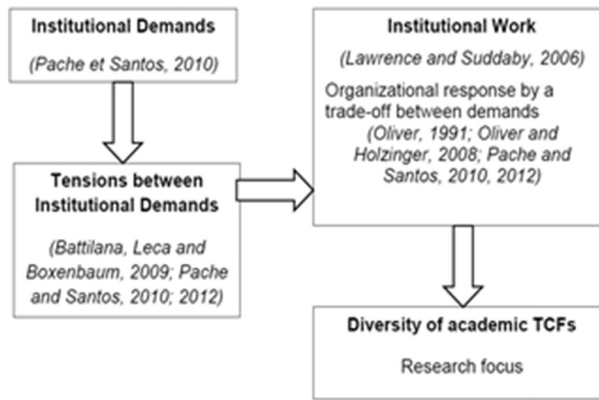 Institutional Demands
(Pache et Santos, 2010)
Tensions between
Institutional Demands
(Battilana, Leca and
Boxenbaum, 2009; Pache
and Santos, 2010; 2012)
Institutional Work
(Lawrence and Suddaby, 2006)
Organizational response by a
trade-off between demands
(Oliver, 1991; Oliver and
Holzinger, 2008; Pache and
Santos, 2010, 2012)
Diversity of academic TCFs
Research focus